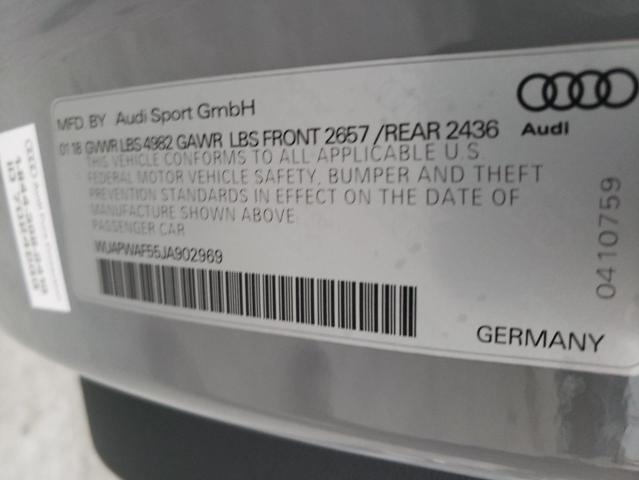 MFD. BY Audi Sport GmbH
01 18 GVWR LBS 4982 GAWR LBS FRONT 2657 /REAR 2436
THIS VEHICLE CONFORMS TO ALL APPLICABLE U.S.
FEDERAL MOTOR VEHICLE SAFETY, BUMPER AND THEFT
PREVENTION STANDARDS IN EFFECT ON THE DATE OF
MANUFACTURE SHOWN ABOVE
PASSENGER CAR
WUAPWAF55JA902969
Audi
0410759
GERMANY